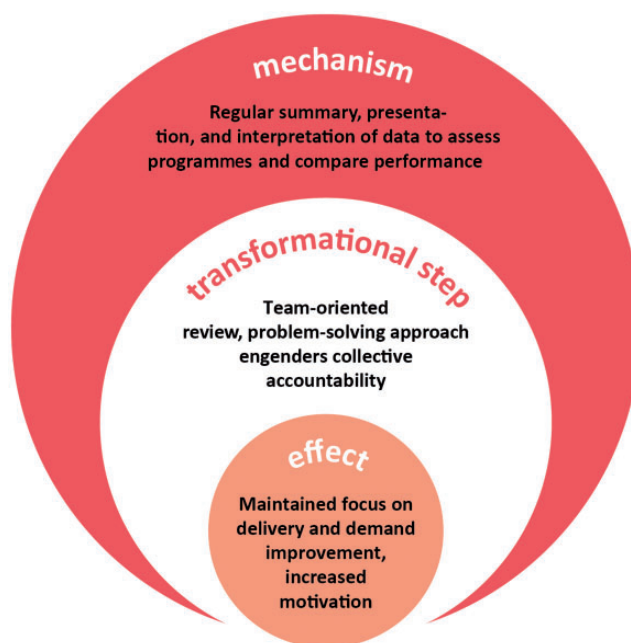 mechanism
Regular summary, presenta-
tion, and interpretation of data to assess
programmes and compare performance
transformational step
Team-oriented
review, problem-solving approach
engenders collective
accountability
effect
Maintained focus on
delivery and demand
improvement,
increased
motivation